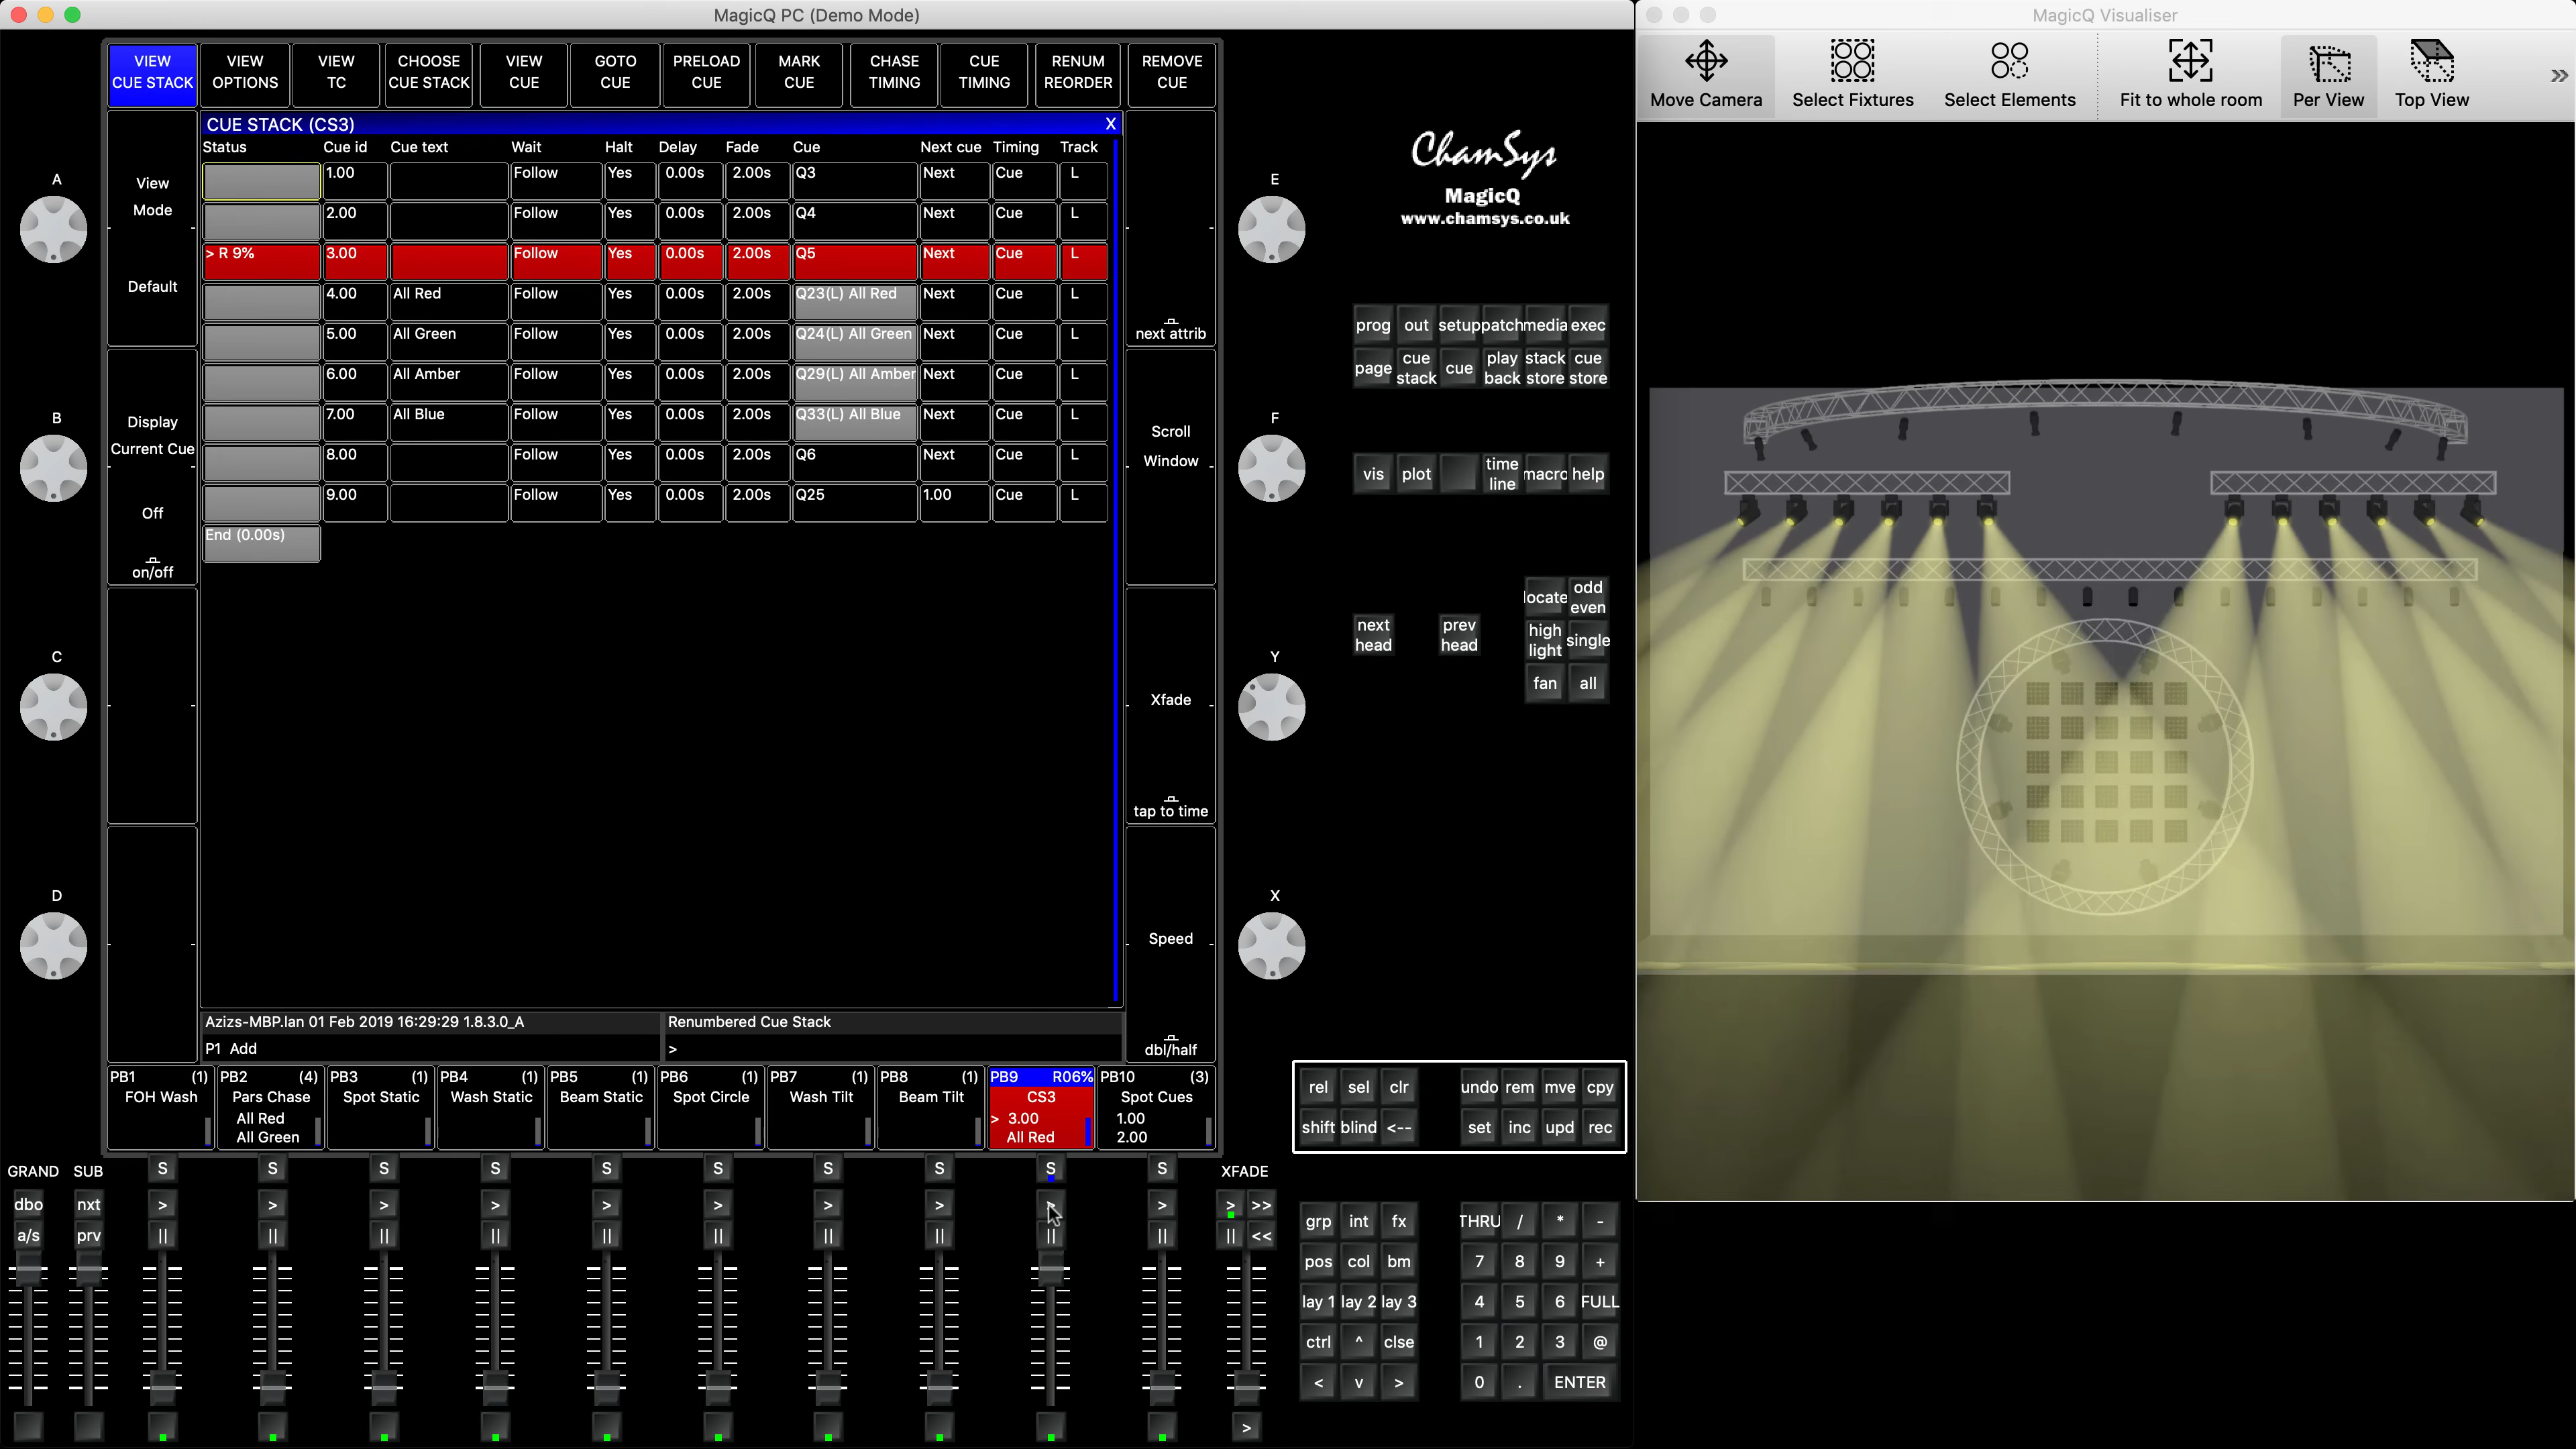 MagicQ PC (Demo Mode)
MagicQ Visualiser
VIEW CUE STACK
VIEW OPTIONS
VIEW TC
CHOOSE CUE STACK
VIEW CUE
GOTO CUE
PRELOAD CUE
MARK CUE
CHASE TIMING
CUE TIMING
RENUM REORDER
REMOVE CUE
Move Camera
Select Fixtures
Select Elements
Fit to whole room
Per View
Top View
»
CUE STACK (CS3) X
Status Cue id Cue text Wait Halt Delay Fade Cue Next cue Timing Track
1.00 Follow Yes 0.00s 2.00s Q3 Next Cue L
2.00 Follow Yes 0.00s 2.00s Q4 Next Cue L
> R 9% 3.00 Follow Yes 0.00s 2.00s Q5 Next Cue L
4.00 All Red Follow Yes 0.00s 2.00s Q23(L) All Red Next Cue L
5.00 All Green Follow Yes 0.00s 2.00s Q24(L) All Green Next Cue L
6.00 All Amber Follow Yes 0.00s 2.00s Q29(L) All Amber Next Cue L
7.00 All Blue Follow Yes 0.00s 2.00s Q33(L) All Blue Next Cue L
8.00 Follow Yes 0.00s 2.00s Q6 Next Cue L
9.00 Follow Yes 0.00s 2.00s Q25 1.00 Cue L
End (0.00s)
A
View
Mode
Default
B
Display
Current Cue
Off
on/off
C
D
next attrib
Scroll
Window
Xfade
tap to time
Speed
dbl/half
E
F
Y
X
ChamSys
MagicQ
www.chamsys.co.uk
prog out setup patch media exec
page cue stack cue play back stack store cue store
vis plot time line macro help
next head
prev head
locate odd even
high light single
fan all
Azizs-MBP.lan 01 Feb 2019 16:29:29 1.8.3.0_A
Renumbered Cue Stack
P1 Add
>
PB1 (1)
FOH Wash
PB2 (4)
Pars Chase
All Red
All Green
PB3 (1)
Spot Static
PB4 (1)
Wash Static
PB5 (1)
Beam Static
PB6 (1)
Spot Circle
PB7 (1)
Wash Tilt
PB8 (1)
Beam Tilt
PB9 R06%
CS3
> 3.00
All Red
PB10 (3)
Spot Cues
1.00
2.00
rel sel clr undo rem mve cpy
shift blind <-- set inc upd rec
GRAND SUB S S S S S S S S S S XFADE
dbo nxt > > > > > > > > > > > >>
a/s prv || || || || || || || || || || || <<
grp int fx THRU / * -
pos col bm 7 8 9 +
lay 1 lay 2 lay 3 4 5 6 FULL
ctrl ^ clse 1 2 3 @
< v > 0 . ENTER
>